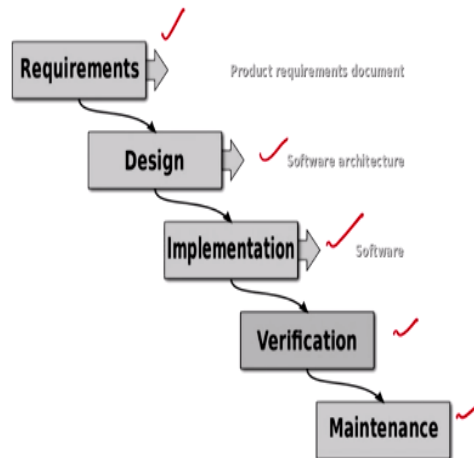 Requirements
Product requirements document
Design
Software architecture
Implementation
Software
Verification
Maintenance